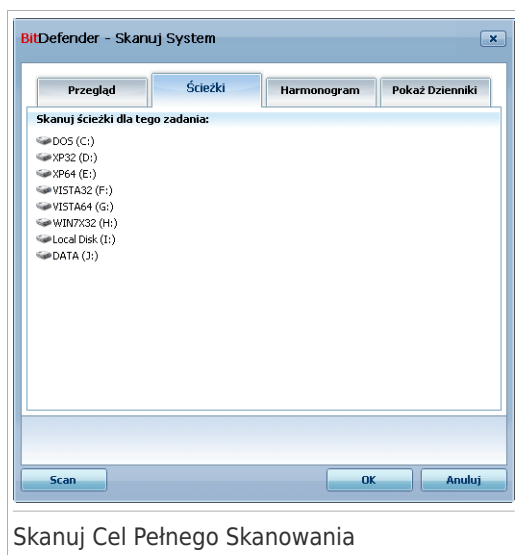 BitDefender - Skanuj System
Przegląd
Ścieżki
Harmonogram
Pokaż Dzienniki
Skanuj ścieżki dla tego zadania:
DOS (C:)
XP32 (D:)
XP64 (E:)
VISTA32 (F:)
VISTA64 (G:)
WIN7X32 (H:)
Local Disk (I:)
DATA (J:)
Scan
OK
Anuluj
Skanuj Cel Pełnego Skanowania